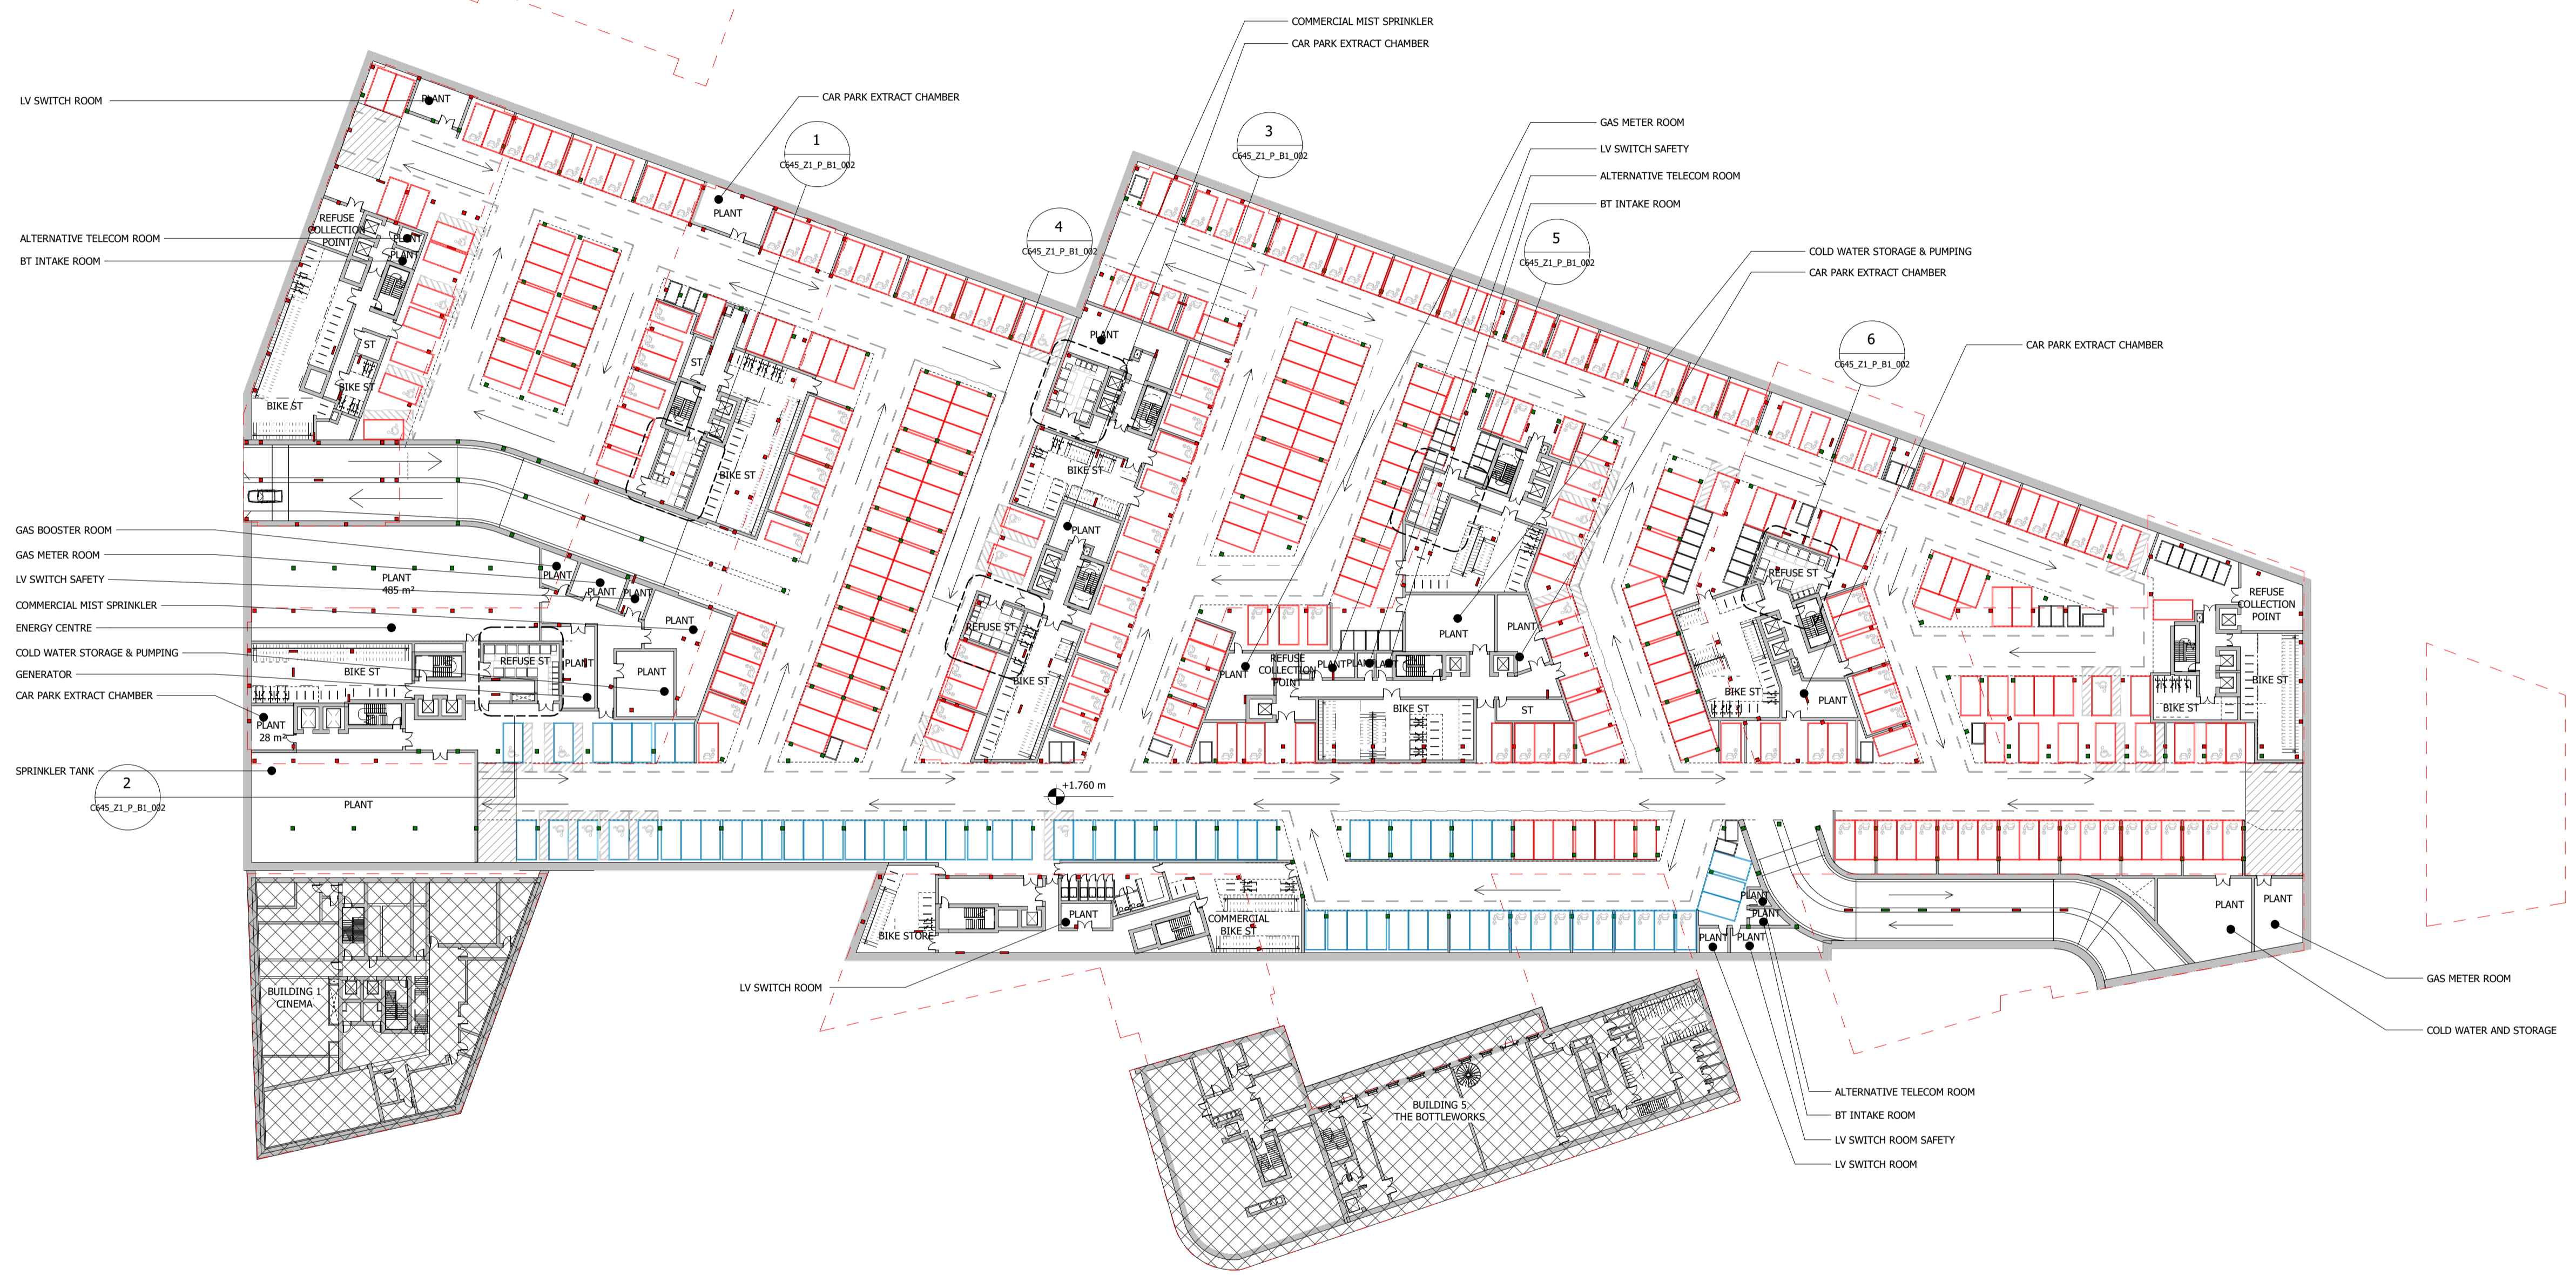 COMMERCIAL MIST SPRINKLER
CAR PARK EXTRACT CHAMBER
LV SWITCH ROOM
PLANT
CAR PARK EXTRACT CHAMBER
1
C645_Z1_P_B1_002
3
C645_Z1_P_B1_002
GAS METER ROOM
LV SWITCH SAFETY
ALTERNATIVE TELECOM ROOM
BT INTAKE ROOM
PLANT
REFUSE
COLLECTION
POINT
4
C645_Z1_P_B1_002
5
C645_Z1_P_B1_002
ALTERNATIVE TELECOM ROOM
PLANT
BT INTAKE ROOM
PLANT
COLD WATER STORAGE & PUMPING
CAR PARK EXTRACT CHAMBER
PLANT
6
C645_Z1_P_B1_002
CAR PARK EXTRACT CHAMBER
ST
ST
BIKE ST
BIKE ST
BIKE ST
BIKE ST
GAS BOOSTER ROOM
GAS METER ROOM
LV SWITCH SAFETY
COMMERCIAL MIST SPRINKLER
ENERGY CENTRE
COLD WATER STORAGE & PUMPING
GENERATOR
CAR PARK EXTRACT CHAMBER
SPRINKLER TANK
PLANT
485 m²
PLANT
PLANT
PLANT
PLANT
PLANT
REFUSE ST
REFUSE ST
REFUSE
COLLECTION
POINT
BIKE ST
REFUSE ST
PLANT
PLANT
BIKE ST
PLANT
PLANT
PLANT
REFUSE
COLLECTION
POINT
PLANT
PLANT
PLANT
BIKE ST
ST
BIKE ST
PLANT
BIKE ST
BIKE ST
PLANT
28 m²
2
C645_Z1_P_B1_002
PLANT
+1.760 m
BIKE STORE
PLANT
COMMERCIAL
BIKE ST
PLANT
PLANT
PLANT
PLANT
PLANT
PLANT
LV SWITCH ROOM
BUILDING 1
CINEMA
GAS METER ROOM
COLD WATER AND STORAGE
BUILDING 5
THE BOTTLEWORKS
ALTERNATIVE TELECOM ROOM
BT INTAKE ROOM
LV SWITCH ROOM SAFETY
LV SWITCH ROOM